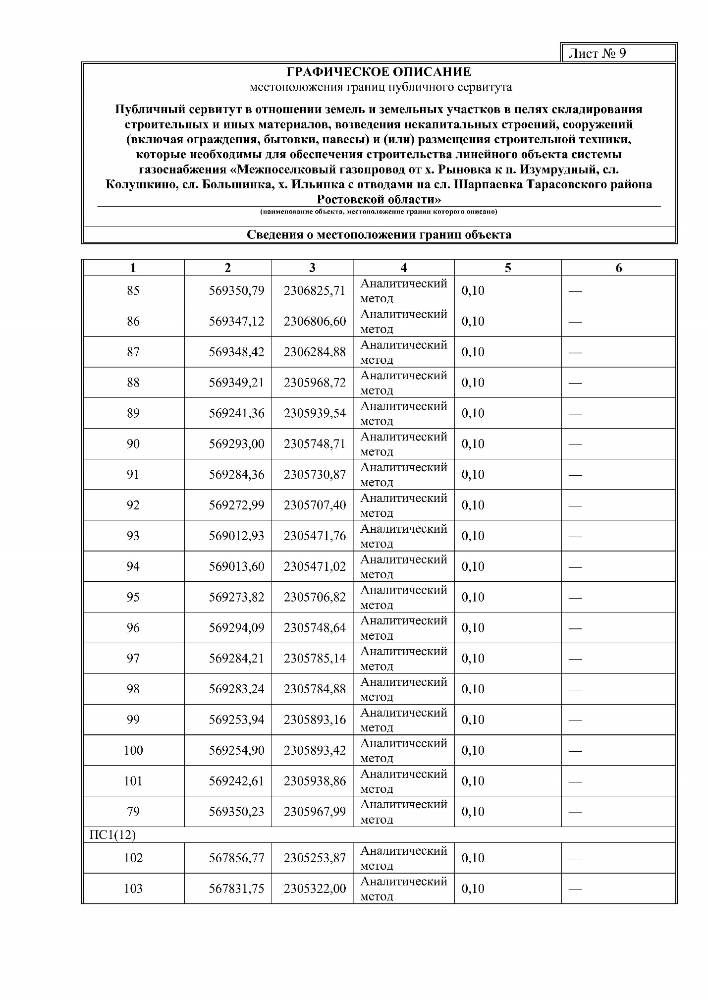 Лист № 9
ГРАФИЧЕСКОЕ ОПИСАНИЕ
местоположения границ публичного сервитута
Публичный сервитут в отношении земель и земельных участков в целях складирования
строительных и иных материалов, возведения некапитальных строений, сооружений
(включая ограждения, бытовки, навесы) и (или) размещения строительной техники,
которые необходимы для обеспечения строительства линейного объекта системы
газоснабжения «Межпоселковый газопровод от х. Рыновка к п. Изумрудный, сл.
Колушкино, сл. Большинка, х. Ильинка с отводами на сл. Шарпаевка Тарасовского района
Ростовской области»
(наименование объекта, местоположение границ которого описано)
Сведения о местоположении границ объекта
1 2 3 4 5 6
85 569350,79 2306825,71 Аналитический метод 0,10 —
86 569347,12 2306806,60 Аналитический метод 0,10 —
87 569348,42 2306284,88 Аналитический метод 0,10 —
88 569349,21 2305968,72 Аналитический метод 0,10 —
89 569241,36 2305939,54 Аналитический метод 0,10 —
90 569293,00 2305748,71 Аналитический метод 0,10 —
91 569284,36 2305730,87 Аналитический метод 0,10 —
92 569272,99 2305707,40 Аналитический метод 0,10 —
93 569012,93 2305471,76 Аналитический метод 0,10 —
94 569013,60 2305471,02 Аналитический метод 0,10 —
95 569273,82 2305706,82 Аналитический метод 0,10 —
96 569294,09 2305748,64 Аналитический метод 0,10 —
97 569284,21 2305785,14 Аналитический метод 0,10 —
98 569283,24 2305784,88 Аналитический метод 0,10 —
99 569253,94 2305893,16 Аналитический метод 0,10 —
100 569254,90 2305893,42 Аналитический метод 0,10 —
101 569242,61 2305938,86 Аналитический метод 0,10 —
79 569350,23 2305967,99 Аналитический метод 0,10 —
ПС1(12)
102 567856,77 2305253,87 Аналитический метод 0,10 —
103 567831,75 2305322,00 Аналитический метод 0,10 —